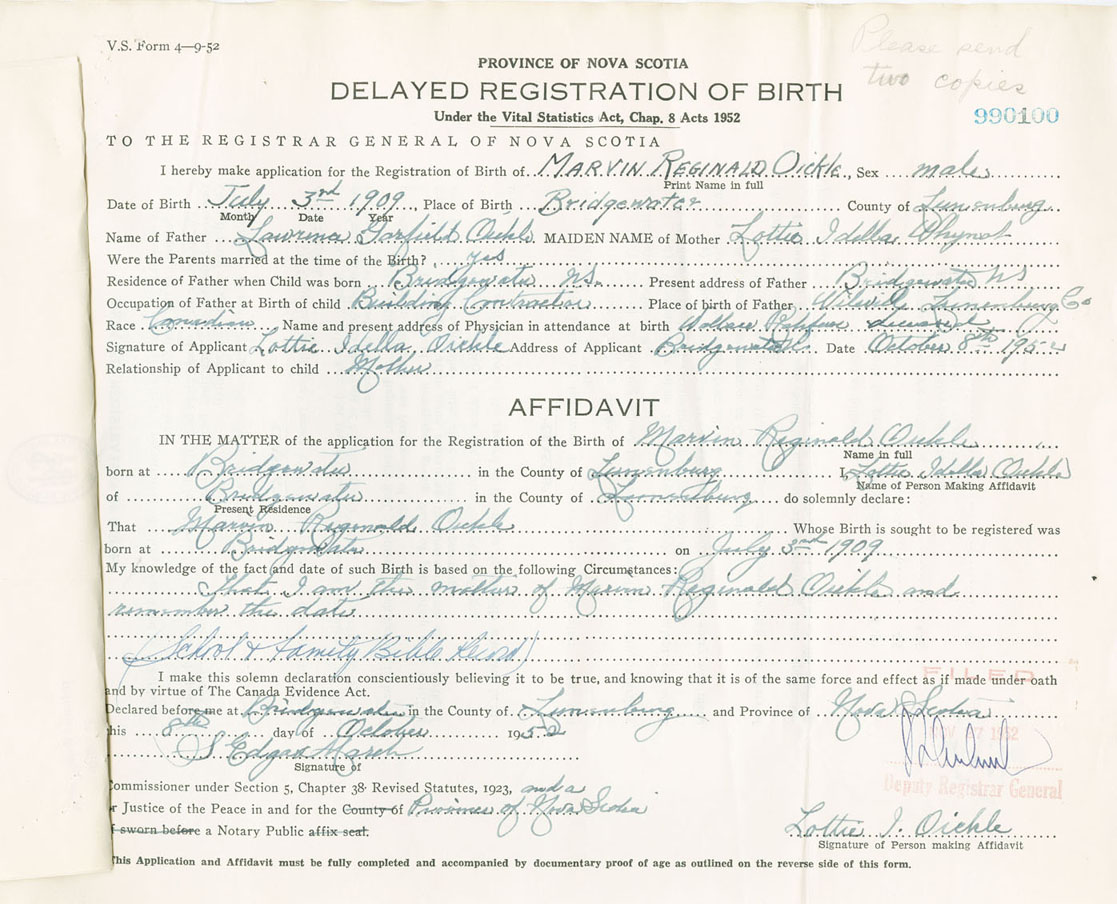 V.S. Form 4—9-52
Please send
two copies
PROVINCE OF NOVA SCOTIA
DELAYED REGISTRATION OF BIRTH
Under the Vital Statistics Act, Chap. 8 Acts 1952
990100
TO THE REGISTRAR GENERAL OF NOVA SCOTIA
I hereby make application for the Registration of Birth of MARVIN REGINALD Oickle, Sex male
Print Name in full
Date of Birth July 3rd 1909, Place of Birth Bridgewater County of Lunenburg
Month Date Year
Name of Father Lawrence Garfield Oickle MAIDEN NAME of Mother Lottie Idella Whynot
Were the Parents married at the time of the Birth? yes
Residence of Father when Child was born Bridgewater NS. Present address of Father Bridgewater NS
Occupation of Father at Birth of child Building Contractor Place of birth of Father Lunenburg Co
Race Canadian Name and present address of Physician in attendance at birth Wallace deceased
Signature of Applicant Lottie Idella Oickle Address of Applicant Bridgewater Date October 8th 1952
Relationship of Applicant to child Mother
AFFIDAVIT
IN THE MATTER of the application for the Registration of the Birth of Marvin Reginald Oickle
Name in full
born at Bridgewater in the County of Lunenburg I, Lottie Idella Oickle
Name of Person Making Affidavit
of Bridgewater in the County of Lunenburg do solemnly declare:
Present Residence
That Marvin Reginald Oickle Whose Birth is sought to be registered was
born at Bridgewater on July 3rd 1909
My knowledge of the fact and date of such Birth is based on the following Circumstances:
That I am the mother of Marvin Reginald Oickle and
remember the date
(School & Family Bible Record)
I make this solemn declaration conscientiously believing it to be true, and knowing that it is of the same force and effect as if made under oath
and by virtue of The Canada Evidence Act.
FILED
Declared before me at Bridgewater in the County of Lunenburg and Province of Nova Scotia
his 8th day of October 1952
1952
S Edgar March
Signature of
Deputy Registrar General
Commissioner under Section 5, Chapter 38 Revised Statutes, 1923, and a
r Justice of the Peace in and for the County of Province of Nova Scotia
f sworn before a Notary Public affix seal.
Lottie I. Oickle
Signature of Person making Affidavit
This Application and Affidavit must be fully completed and accompanied by documentary proof of age as outlined on the reverse side of this form.